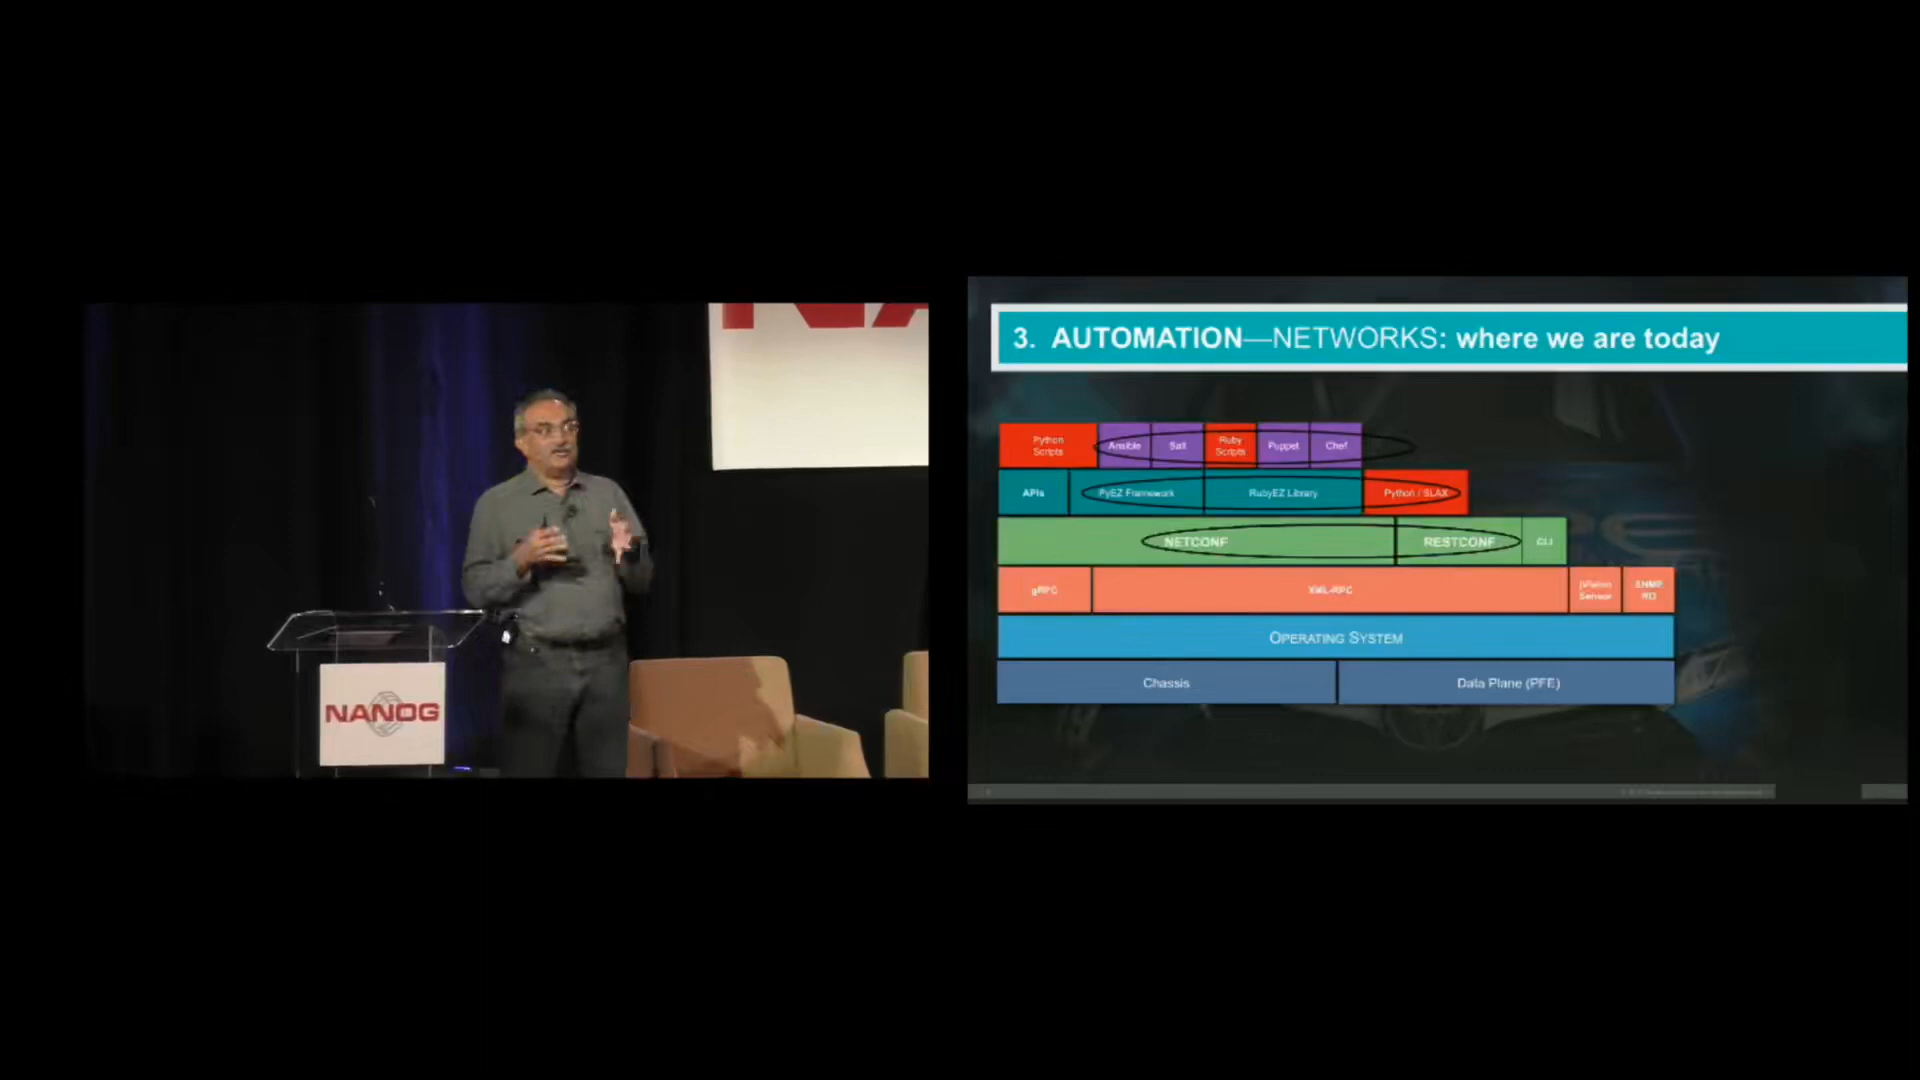 NANOG
3. AUTOMATION—NETWORKS: where we are today
Python
Scripts
Ansible
Salt
Ruby
Scripts
Puppet
Chef
APIs
PyEZ Framework
RubyEZ Library
Python / SLAX
NETCONF
RESTCONF
CLI
gRPC
XML-RPC
Sensor
SNMP
OPERATING SYSTEM
Chassis
Data Plane (PFE)